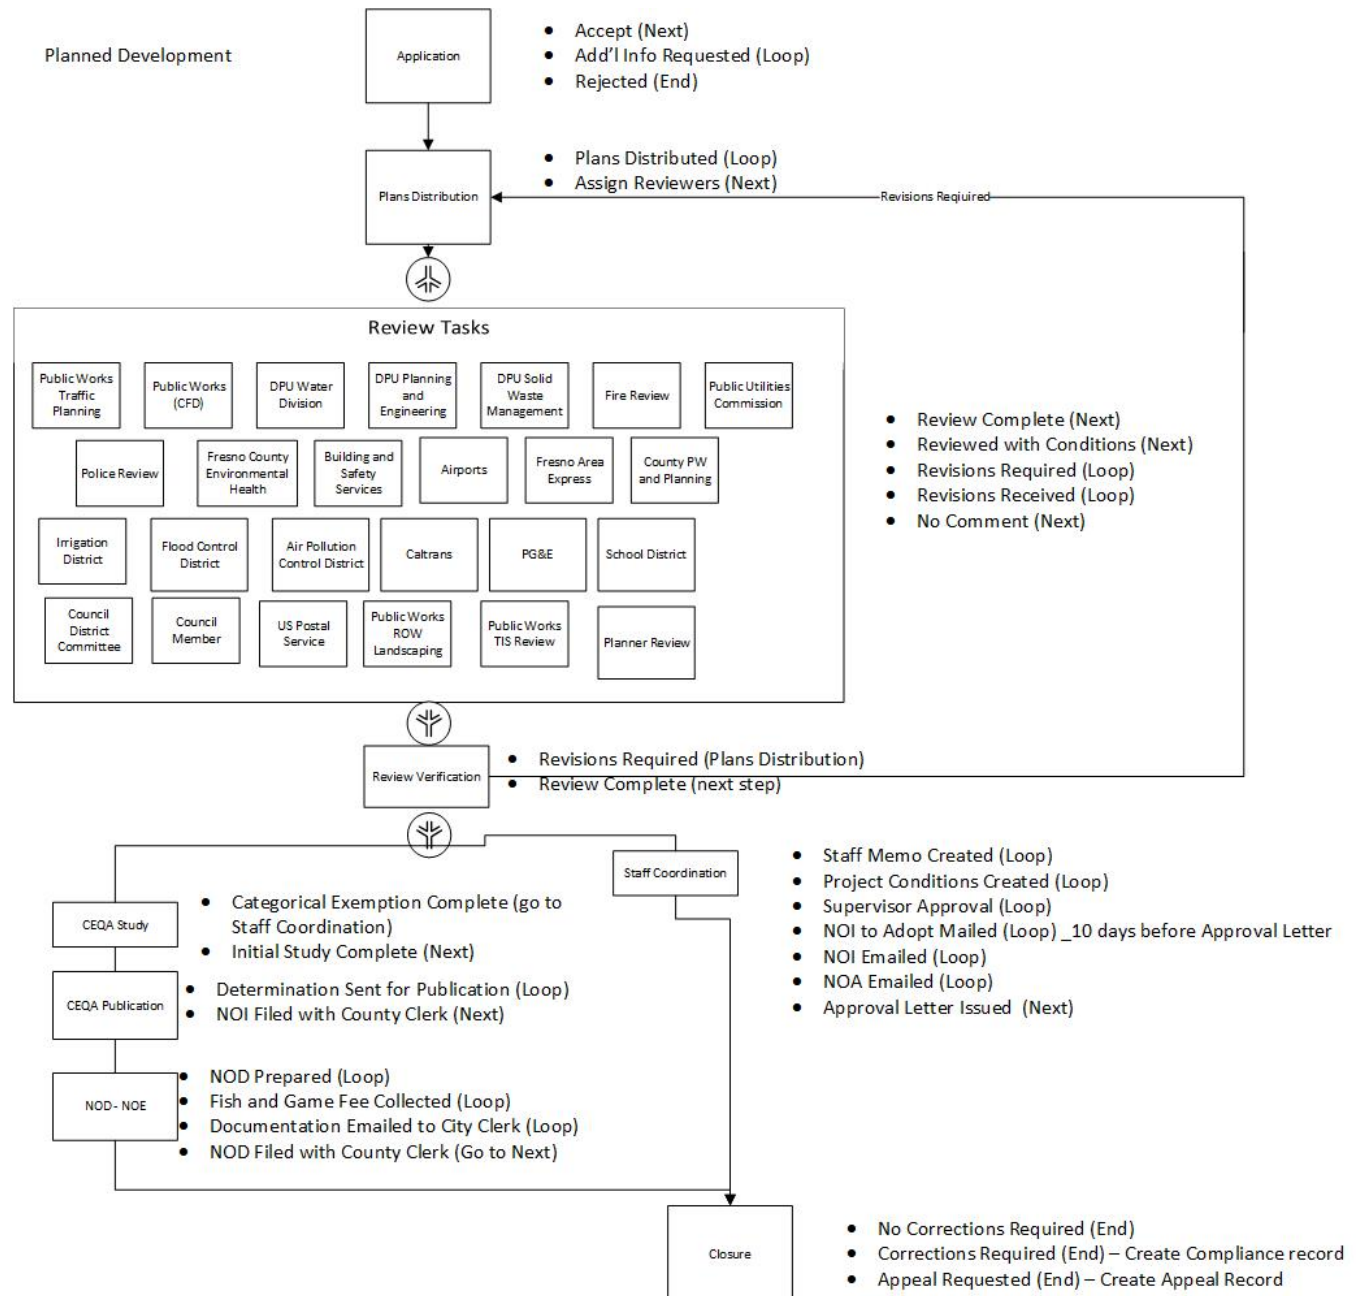 Planned Development
Application
• Accept (Next)
• Add'l Info Requested (Loop)
• Rejected (End)
Plans Distribution
• Plans Distributed (Loop)
• Assign Reviewers (Next)
Revisions Reqiured
Review Tasks
Public Works
Traffic
Planning
Public Works
(CFD)
DPU Water
Division
DPU Planning
and
Engineering
DPU Solid
Waste
Management
Fire Review
Public Utilities
Commission
Police Review
Fresno County
Environmental
Health
Building and
Safety
Services
Airports
Fresno Area
Express
County PW
and Planning
• Review Complete (Next)
• Reviewed with Conditions (Next)
• Revisions Required (Loop)
• Revisions Received (Loop)
• No Comment (Next)
Irrigation
District
Flood Control
District
Air Pollution
Control District
Caltrans
PG&E
School District
Council
District
Committee
Council
Member
US Postal
Service
Public Works
ROW
Landscaping
Public Works
TIS Review
Planner Review
Review Verification
• Revisions Required (Plans Distribution)
• Review Complete (next step)
Staff Coordination
• Staff Memo Created (Loop)
• Project Conditions Created (Loop)
• Supervisor Approval (Loop)
• NOI to Adopt Mailed (Loop) _10 days before Approval Letter
• NOI Emailed (Loop)
• NOA Emailed (Loop)
• Approval Letter Issued (Next)
CEQA Study
• Categorical Exemption Complete (go to
Staff Coordination)
• Initial Study Complete (Next)
CEQA Publication
• Determination Sent for Publication (Loop)
• NOI Filed with County Clerk (Next)
NOD- NOE
• NOD Prepared (Loop)
• Fish and Game Fee Collected (Loop)
• Documentation Emailed to City Clerk (Loop)
• NOD Filed with County Clerk (Go to Next)
Closure
• No Corrections Required (End)
• Corrections Required (End) – Create Compliance record
• Appeal Requested (End) – Create Appeal Record